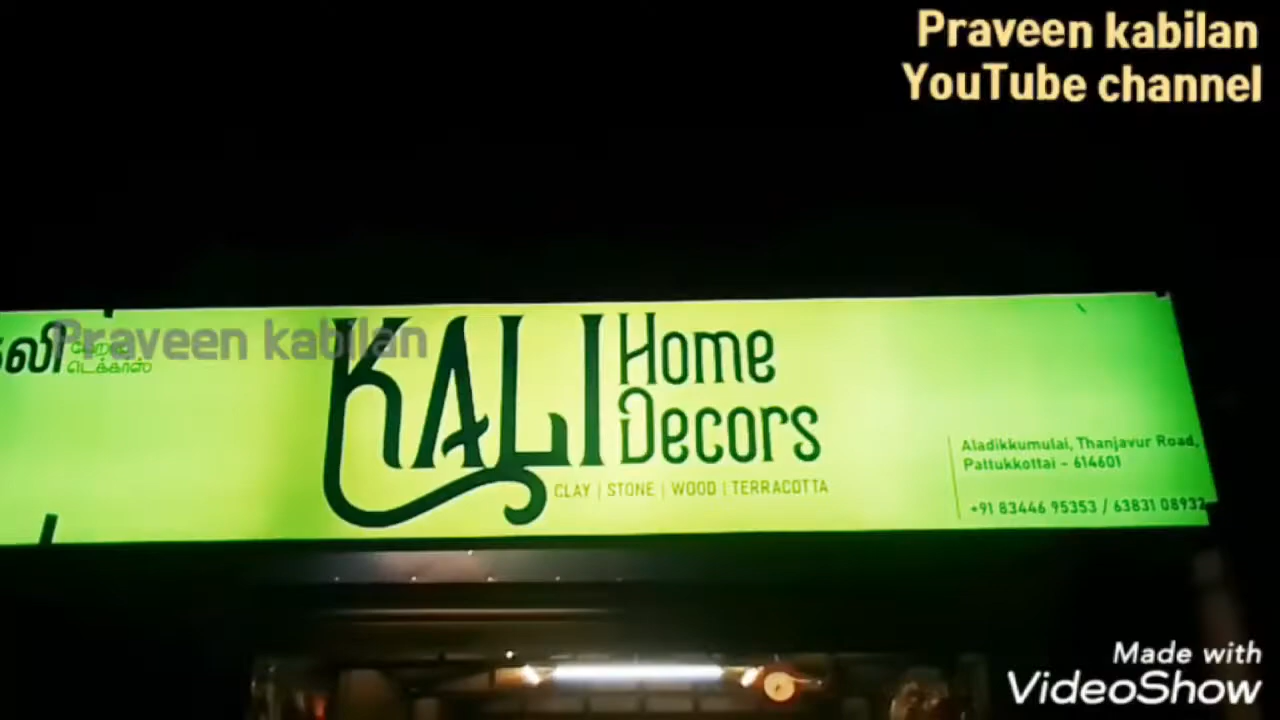 Praveen kabilan
YouTube channel
Praveen kabilan
டெக்காஸ்
KALI Home
Decors
CLAY | STONE | WOOD | TERRACOTTA
Aladikkumulai, Thanjavur Road,
Pattukkottai - 614601
+91 83446 95353 / 63831 08932
Made with
VideoShow